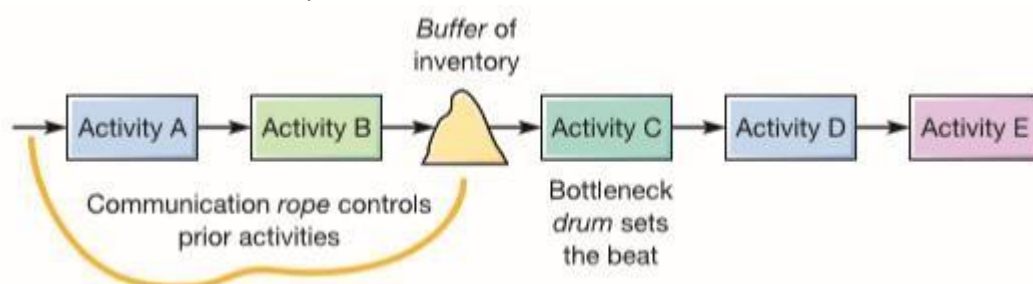 Buffer of
inventory
Activity A
Activity B
Activity C
Activity D
Activity E
Communication rope controls
prior activities
Bottleneck
drum sets
the beat